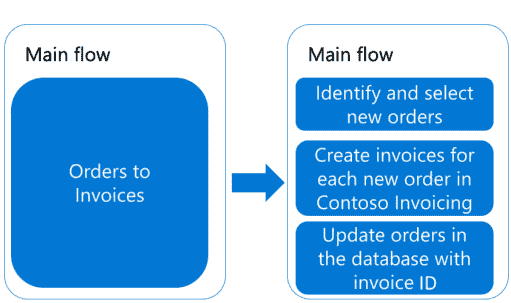 Main flow
Orders to
Invoices
Main flow
Identify and select
new orders
Create invoices for
each new order in
Contoso Invoicing
Update orders in
the database with
invoice ID